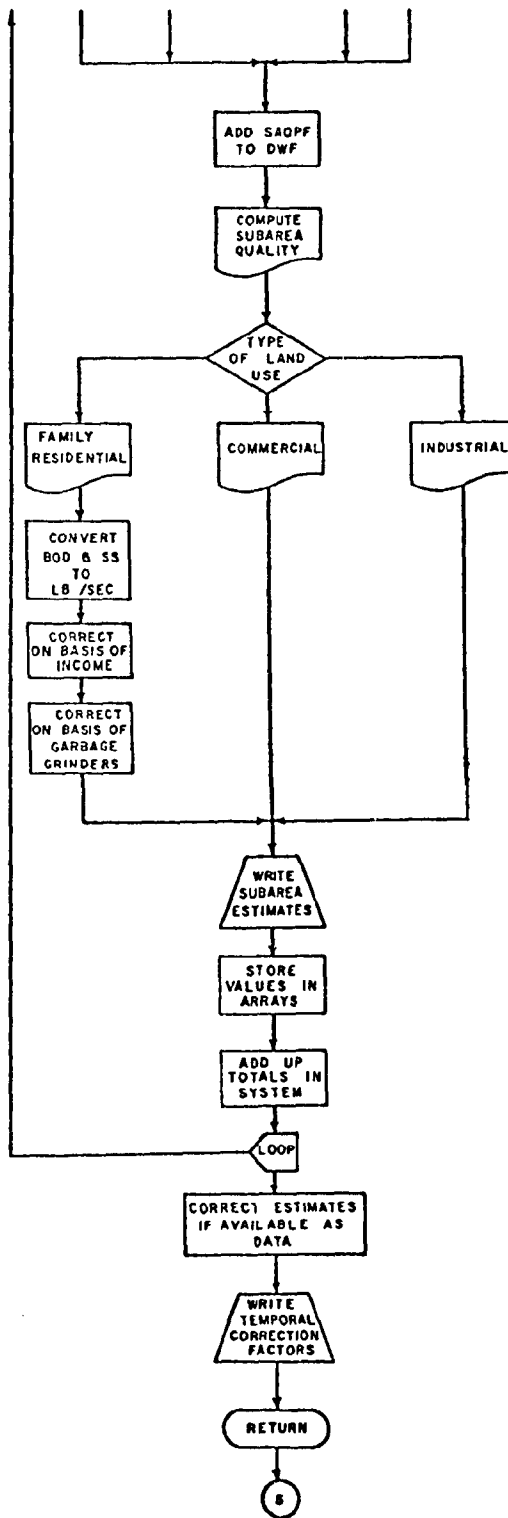 ADD SAQPF
TO DWF
COMPUTE
SUBAREA
QUALITY
TYPE
OF LAND
USE
FAMILY
RESIDENTIAL
COMMERCIAL
INDUSTRIAL
CONVERT
BOD & SS
TO
LB /SEC
CORRECT
ON BASIS OF
INCOME
CORRECT
ON BASIS OF
GARBAGE
GRINDERS
WRITE
SUBAREA
ESTIMATES
STORE
VALUES IN
ARRAYS
ADD UP
TOTALS IN
SYSTEM
LOOP
CORRECT ESTIMATES
IF AVAILABLE AS
DATA
WRITE
TEMPORAL
CORRECTION
FACTORS
RETURN